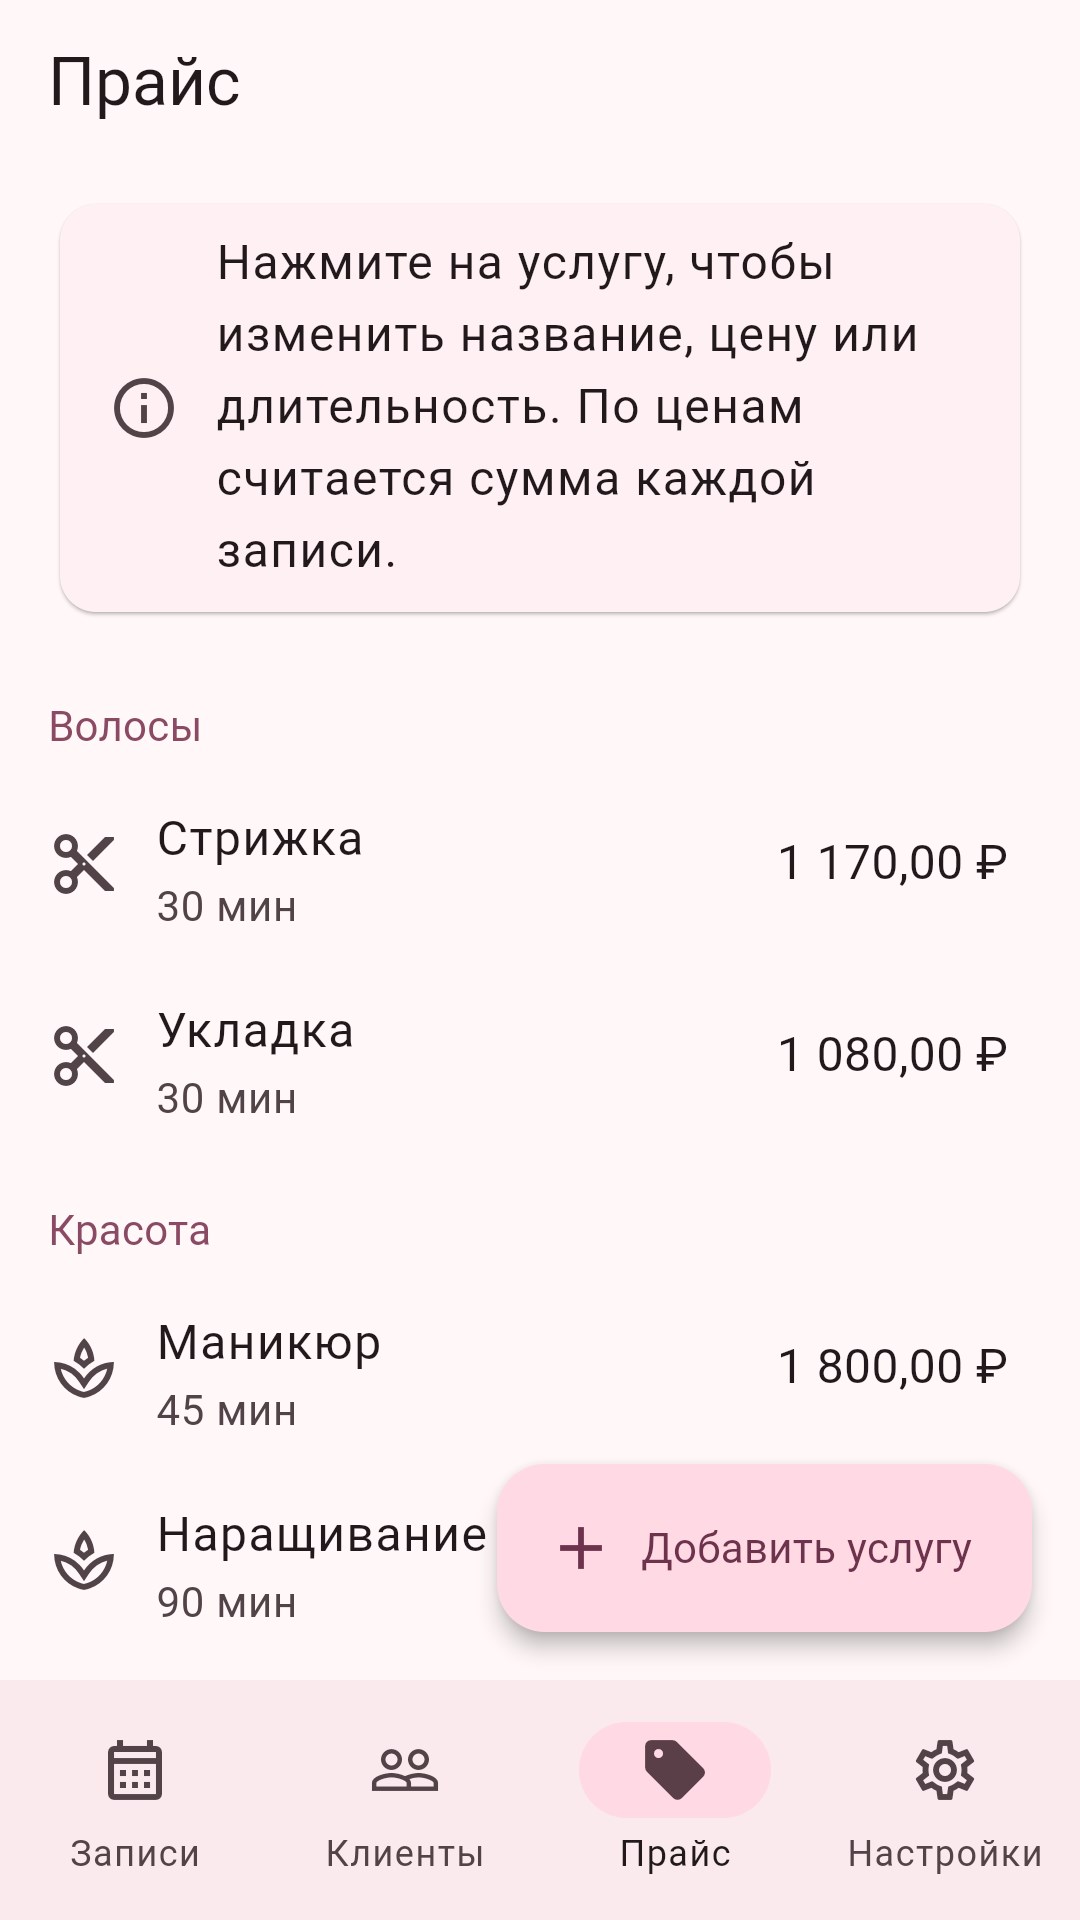 Прайс
Нажмите на услугу, чтобы
изменить название, цену или
длительность. По ценам
считается сумма каждой
записи.
Волосы
Стрижка
1 170,00 ₽
30 мин
Укладка
1 080,00 ₽
30 мин
Красота
Маникюр
1 800,00 ₽
45 мин
Наращивание
90 мин
Добавить услугу
Записи
Клиенты
Прайс
Настройки